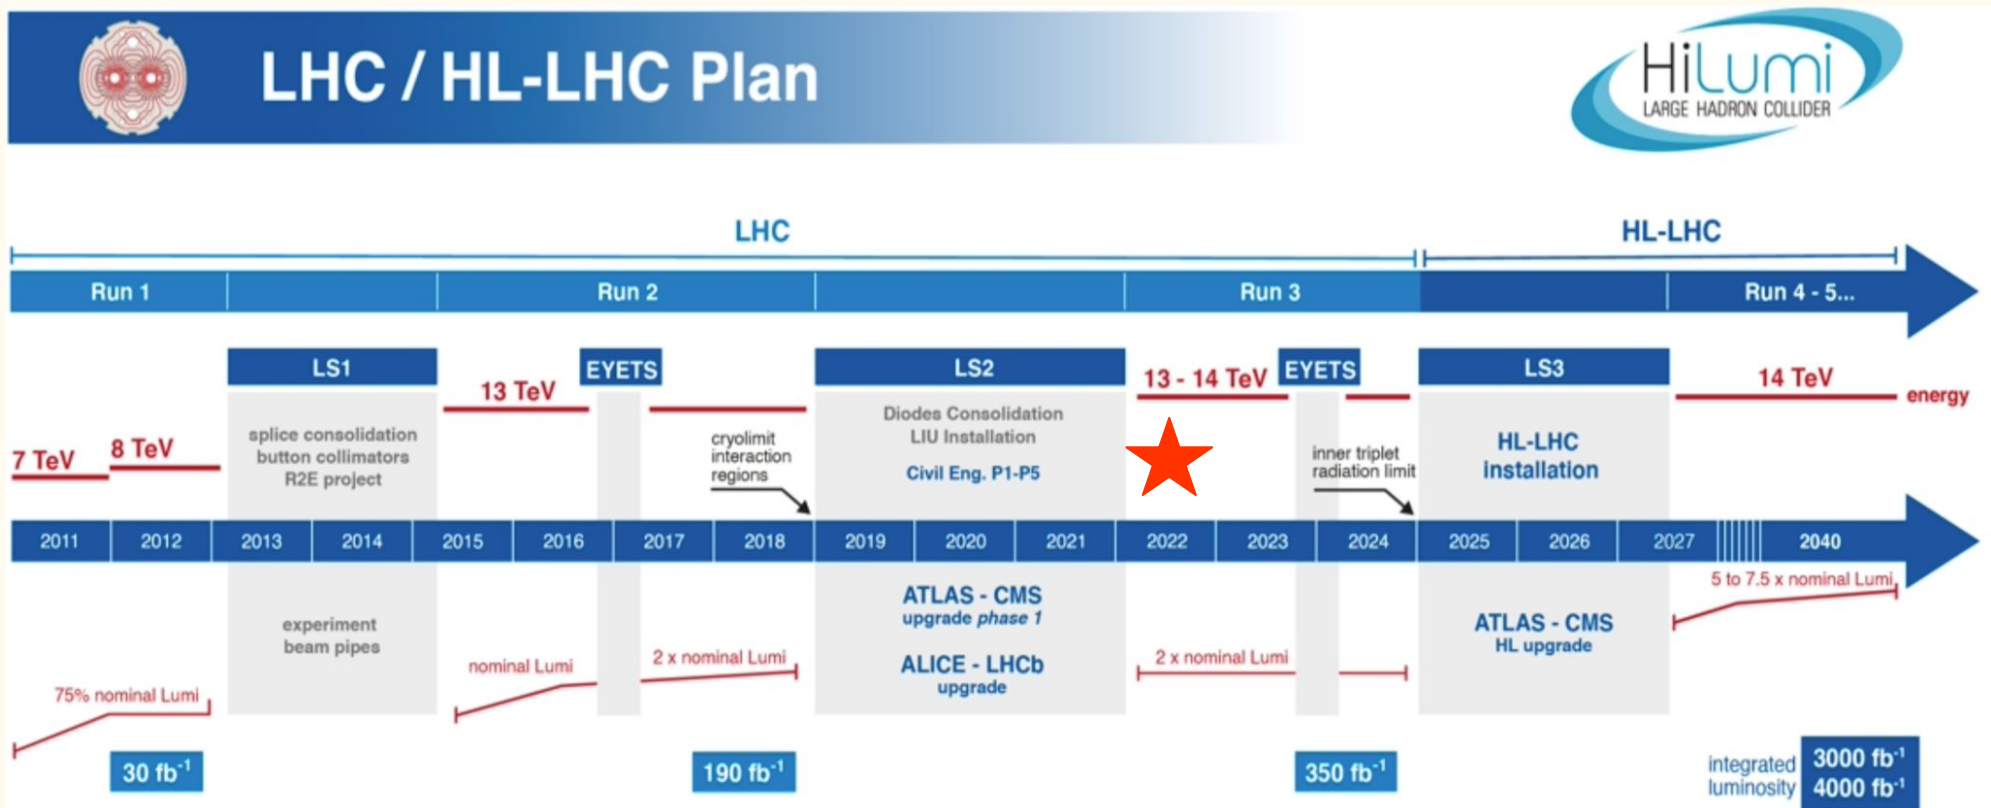 LHC / HL-LHC Plan
HiLumi
LARGE HADRON COLLIDER
LHC
HL-LHC
Run 1
Run 2
Run 3
Run 4 - 5...
LS1
EYETS
LS2
EYETS
LS3
7 TeV
8 TeV
13 TeV
13 - 14 TeV
14 TeV
energy
splice consolidation
button collimators
R2E project
cryolimit
interaction
regions
Diodes Consolidation
LIU Installation
Civil Eng. P1-P5
inner triplet
radiation limit
HL-LHC
installation
2011
2012
2013
2014
2015
2016
2017
2018
2019
2020
2021
2022
2023
2024
2025
2026
2027
2040
experiment
beam pipes
ATLAS - CMS
upgrade phase 1
ALICE - LHCb
upgrade
ATLAS - CMS
HL upgrade
75% nominal Lumi
nominal Lumi
2 x nominal Lumi
2 x nominal Lumi
5 to 7.5 x nominal Lumi
30 fb⁻¹
190 fb⁻¹
350 fb⁻¹
integrated
luminosity
3000 fb⁻¹
4000 fb⁻¹